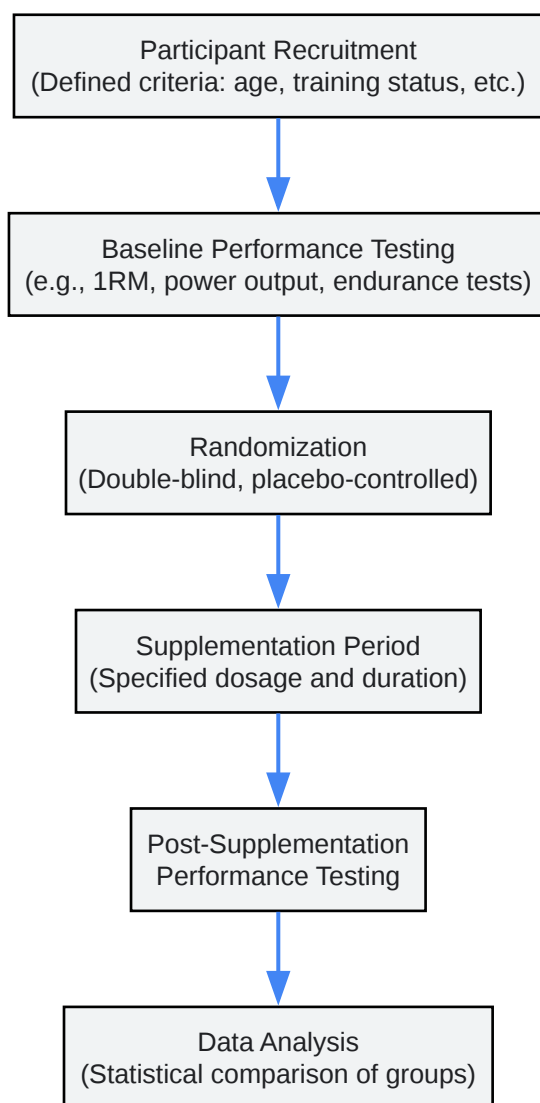 Participant Recruitment
(Defined criteria: age, training status, etc.)
Baseline Performance Testing
(e.g., 1RM, power output, endurance tests)
Randomization
(Double-blind, placebo-controlled)
Supplementation Period
(Specified dosage and duration)
Post-Supplementation
Performance Testing
Data Analysis
(Statistical comparison of groups)